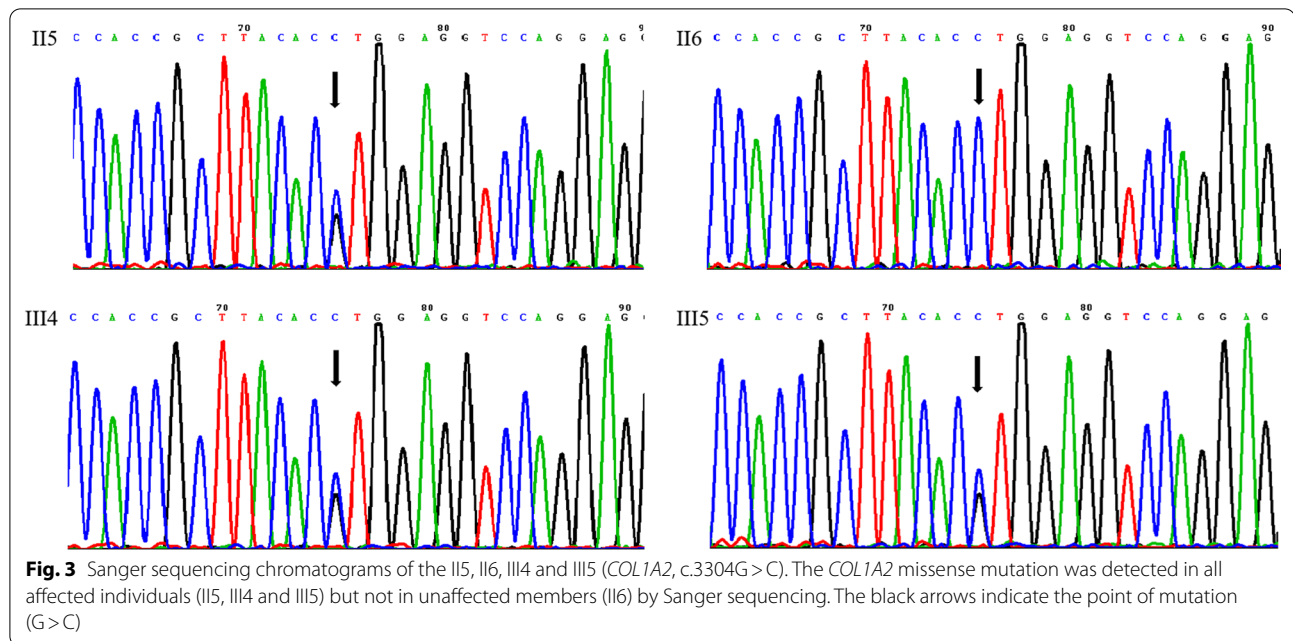 70 80 9
II5 C C A C C G C T T A C A C C T G G A G G T C C A G G A G
70 80 90
II6 C C A C C G C T T A C A C C T G G A G G T C C A G G A G
70 80 90
III4 C C A C C G C T T A C A C C T G G A G G T C C A G G A G
70 80 90
III5 C C A C C G C T T A C A C C T G G A G G T C C A G G A G
Fig. 3 Sanger sequencing chromatograms of the II5, II6, III4 and III5 (COL1A2, c.3304G > C). The COL1A2 missense mutation was detected in all
affected individuals (II5, III4 and III5) but not in unaffected members (II6) by Sanger sequencing. The black arrows indicate the point of mutation
(G > C)